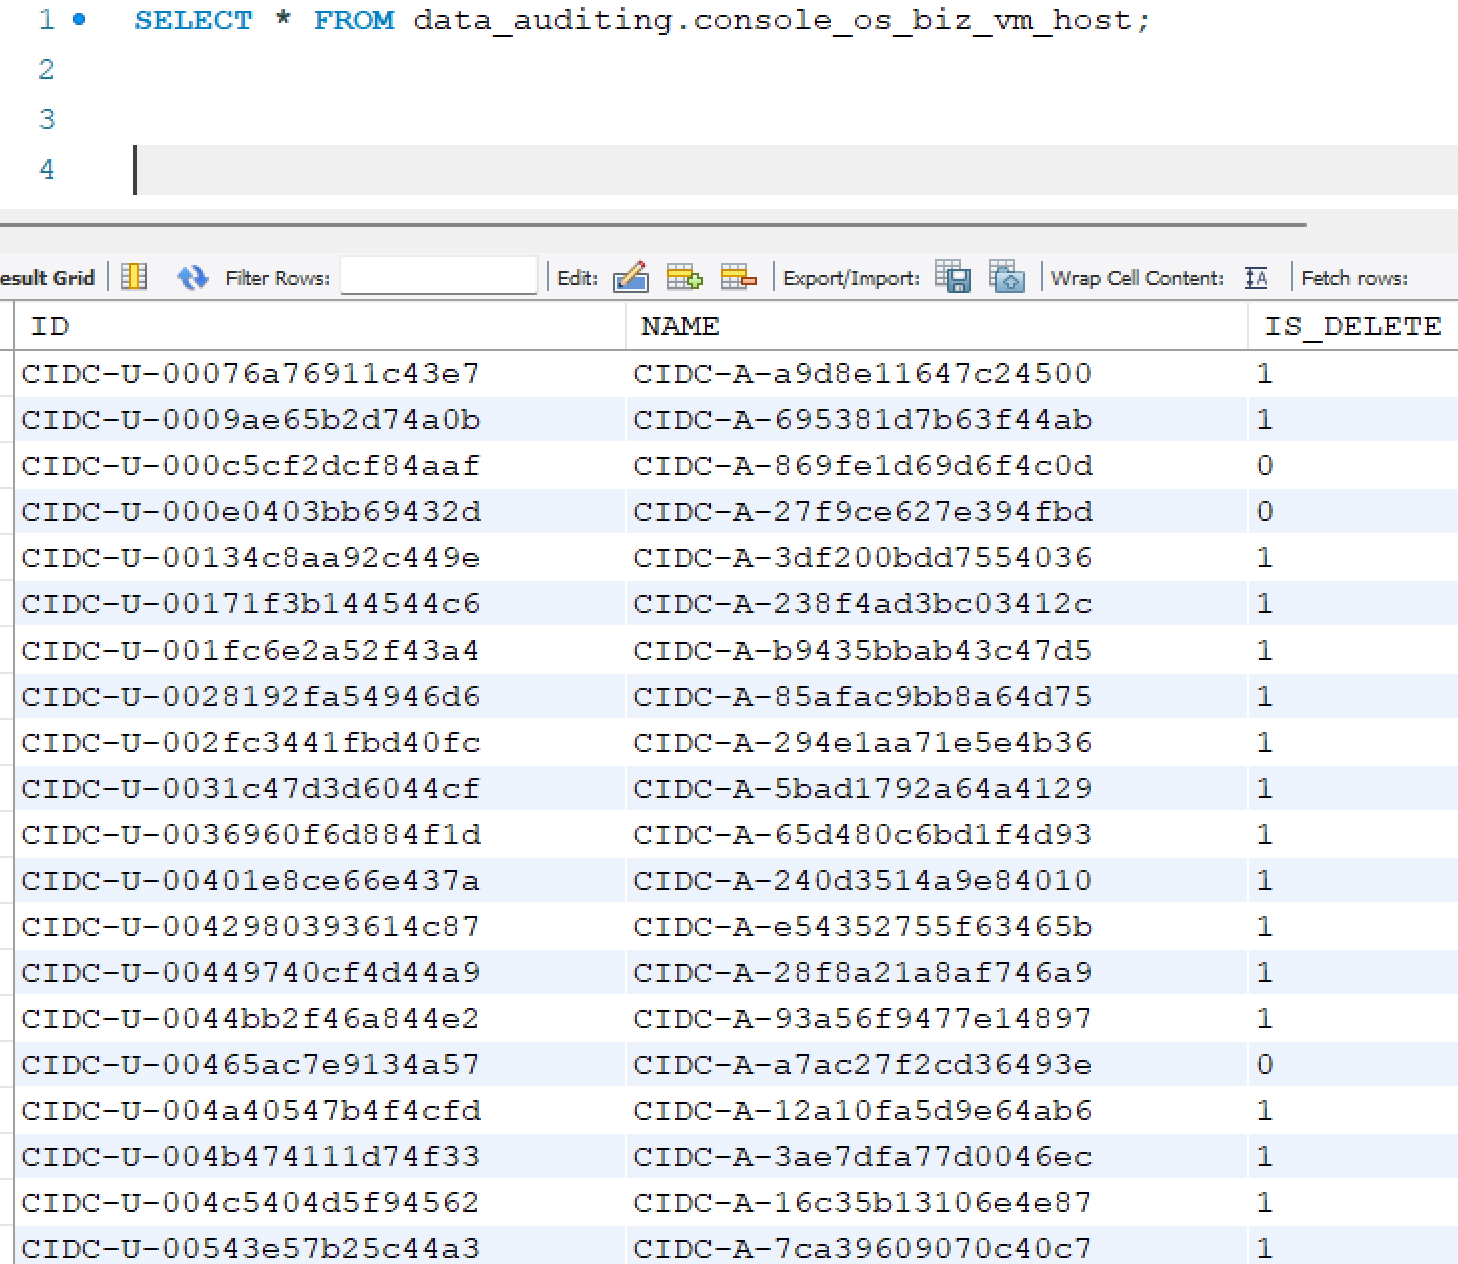 1 SELECT * FROM data_auditing.console_os_biz_vm_host;
2
3
4
esult Grid Filter Rows: Edit: Export/Import: Wrap Cell Content: IA Fetch rows:
ID NAME IS_DELETE
CIDC-U-00076a76911c43e7 CIDC-A-a9d8e11647c24500 1
CIDC-U-0009ae65b2d74a0b CIDC-A-695381d7b63f44ab 1
CIDC-U-000c5cf2dcf84aaf CIDC-A-869fe1d69d6f4c0d 0
CIDC-U-000e0403bb69432d CIDC-A-27f9ce627e394fbd 0
CIDC-U-00134c8aa92c449e CIDC-A-3df200bdd7554036 1
CIDC-U-00171f3b144544c6 CIDC-A-238f4ad3bc03412c 1
CIDC-U-001fc6e2a52f43a4 CIDC-A-b9435bbab43c47d5 1
CIDC-U-0028192fa54946d6 CIDC-A-85afac9bb8a64d75 1
CIDC-U-002fc3441fbd40fc CIDC-A-294e1aa71e5e4b36 1
CIDC-U-0031c47d3d6044cf CIDC-A-5bad1792a64a4129 1
CIDC-U-0036960f6d884f1d CIDC-A-65d480c6bd1f4d93 1
CIDC-U-00401e8ce66e437a CIDC-A-240d3514a9e84010 1
CIDC-U-0042980393614c87 CIDC-A-e54352755f63465b 1
CIDC-U-00449740cf4d44a9 CIDC-A-28f8a21a8af746a9 1
CIDC-U-0044bb2f46a844e2 CIDC-A-93a56f9477e14897 1
CIDC-U-00465ac7e9134a57 CIDC-A-a7ac27f2cd36493e 0
CIDC-U-004a40547b4f4cfd CIDC-A-12a10fa5d9e64ab6 1
CIDC-U-004b474111d74f33 CIDC-A-3ae7dfa77d0046ec 1
CIDC-U-004c5404d5f94562 CIDC-A-16c35b13106e4e87 1
CIDC-U-00543e57b25c44a3 CIDC-A-7ca39609070c40c7 1